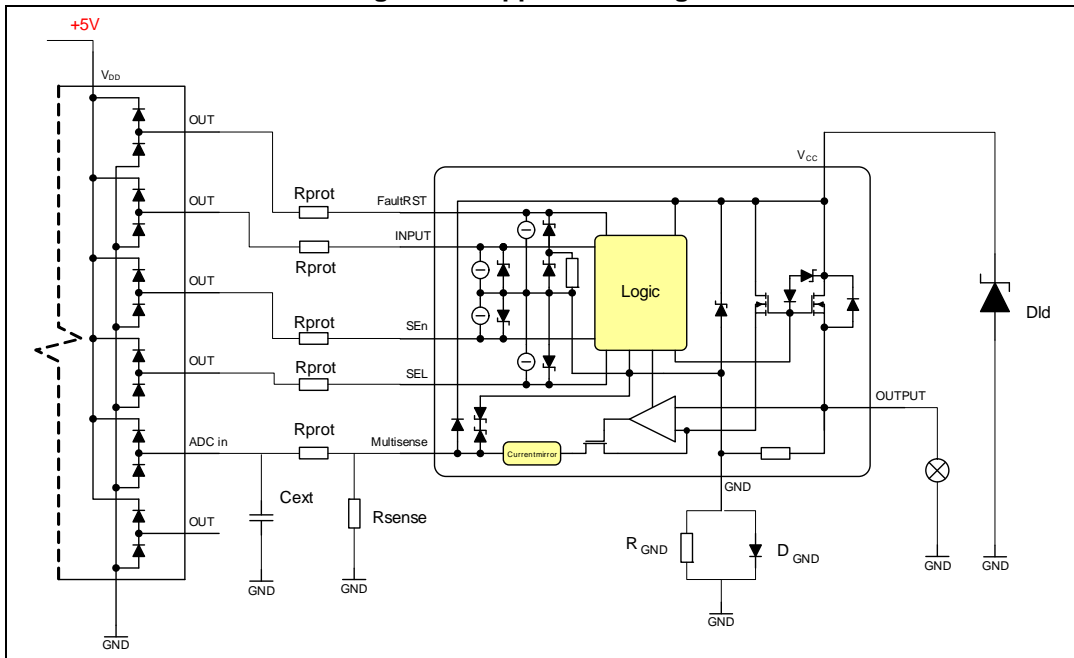 +5V
VDD
OUT
OUT
OUT
OUT
ADC in
OUT
GND
Rprot
Rprot
Rprot
Rprot
Rprot
Cext
GND
Rsense
GND
FaultRST
INPUT
SEn
SEL
Multisense
Logic
Currentmirror
VCC
OUTPUT
GND
RGND
DGND
GND
GND
GND
Dld